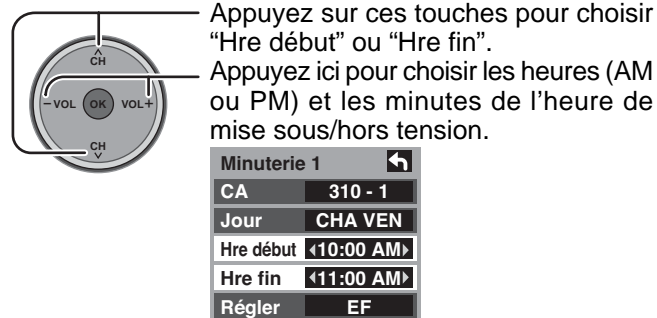 Appuyez sur ces touches pour choisir
“Hre début” ou “Hre fin”.
Appuyez ici pour choisir les heures (AM
ou PM) et les minutes de l’heure de
mise sous/hors tension.
CH
VOL OK VOL
CH
Minuterie 1
CA 310 - 1
Jour CHA VEN
Hre début 10:00 AM
Hre fin 11:00 AM
Régler EF